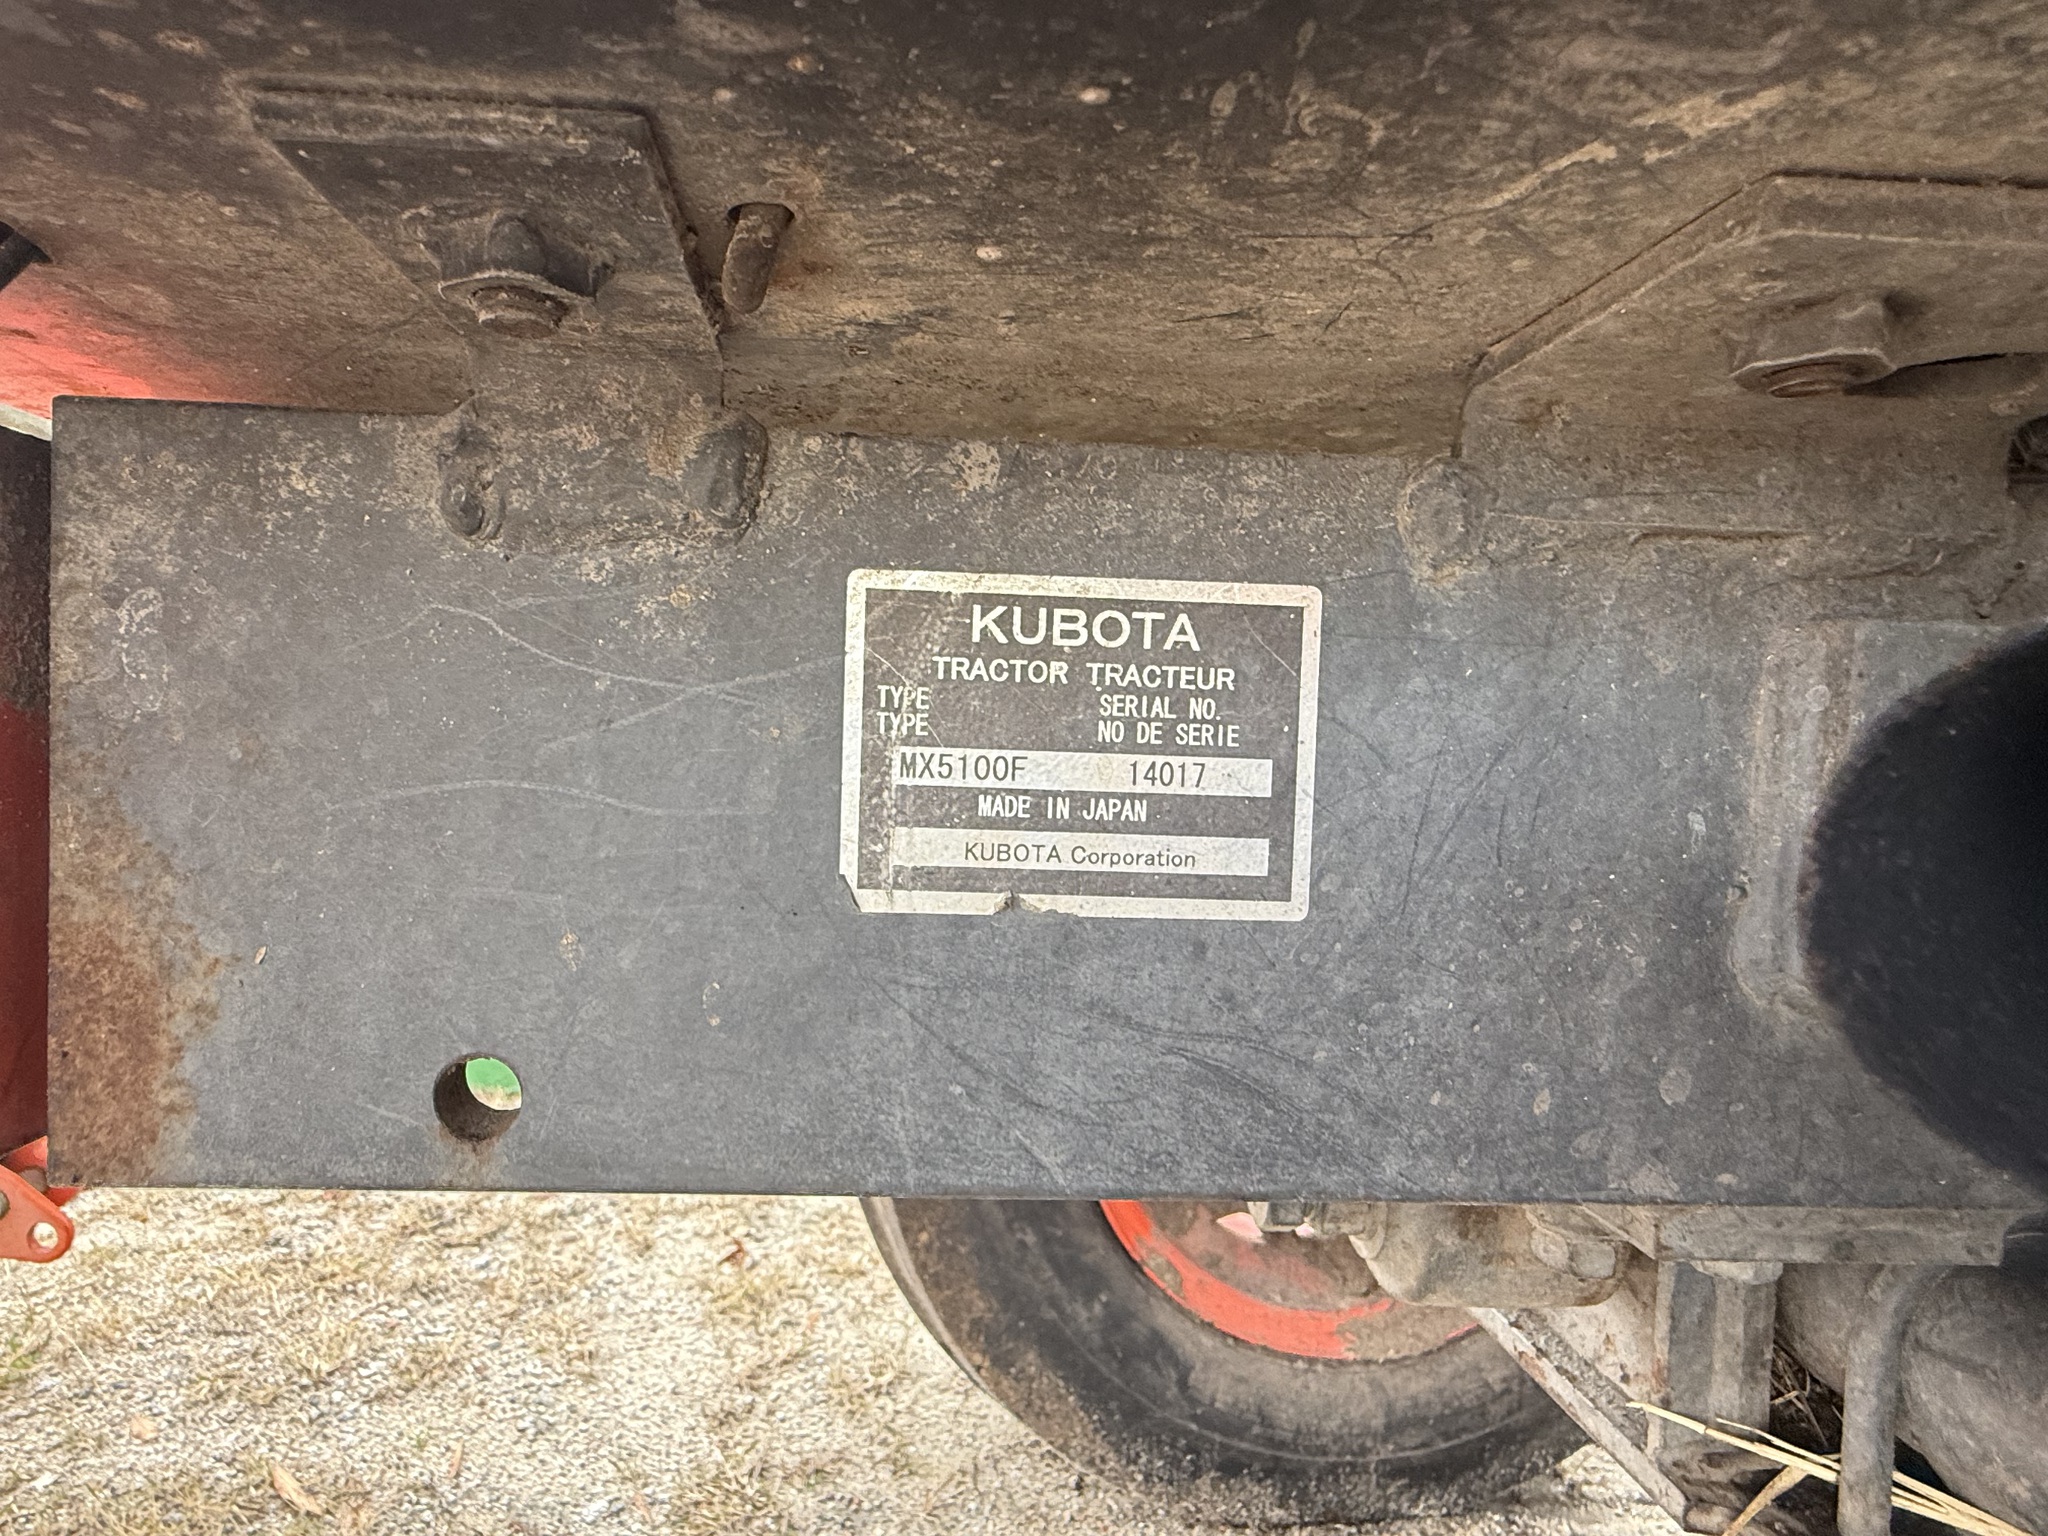 KUBOTA
TRACTOR TRACTEUR
TYPE SERIAL NO.
TYPE NO DE SERIE
MX5100F 14017
MADE IN JAPAN
KUBOTA Corporation